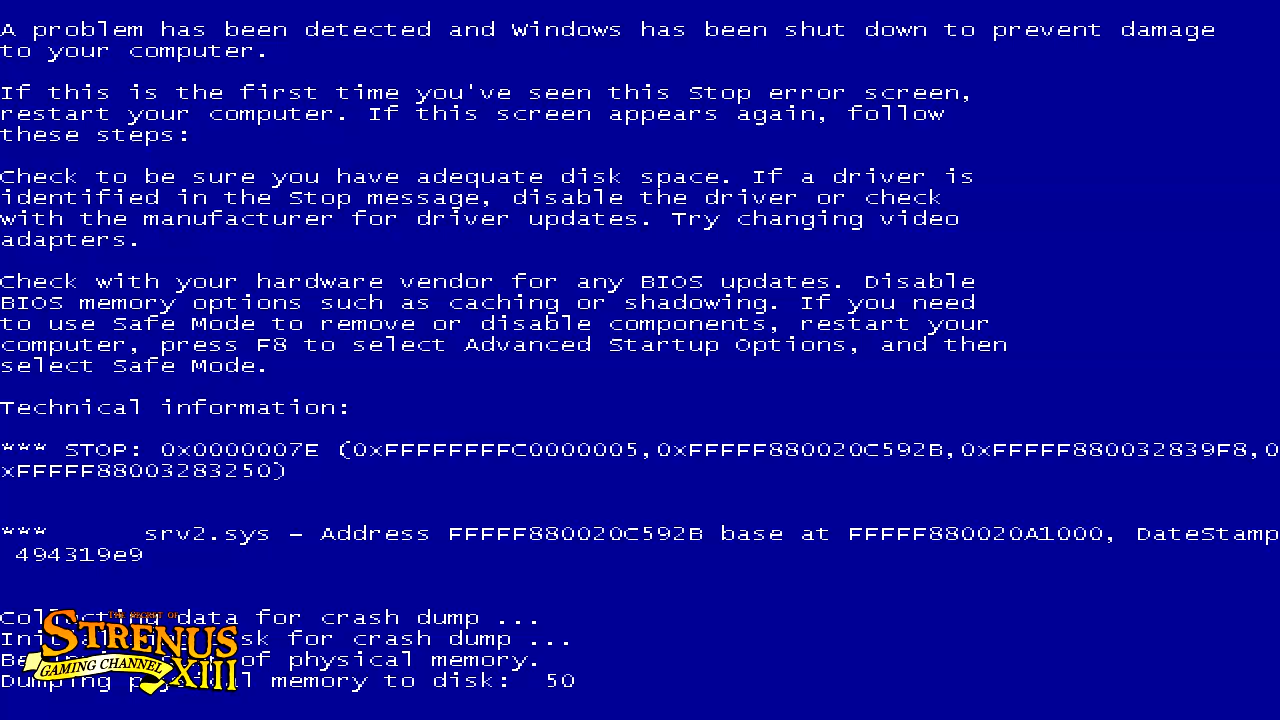 A problem has been detected and Windows has been shut down to prevent damage
to your computer.
If this is the first time you've seen this Stop error screen,
restart your computer. If this screen appears again, follow
these steps:
Check to be sure you have adequate disk space. If a driver is
identified in the Stop message, disable the driver or check
with the manufacturer for driver updates. Try changing video
adapters.
Check with your hardware vendor for any BIOS updates. Disable
BIOS memory options such as caching or shadowing. If you need
to use Safe Mode to remove or disable components, restart your
computer, press F8 to select Advanced Startup Options, and then
select Safe Mode.
Technical information:
*** STOP: 0x0000007E (0xFFFFFFFFC0000005,0xFFFFF880020C592B,0xFFFFF880032839F8,0
xFFFFF88003283250)
*** srv2.sys - Address FFFFF880020C592B base at FFFFF880020A1000, DateStamp
494319e9
Collecting data for crash dump ...
disk for crash dump ...
of physical memory.
Dumping physical memory to disk: 50
THE SECRET OF
STRENUS
GAMING CHANNEL
XIII